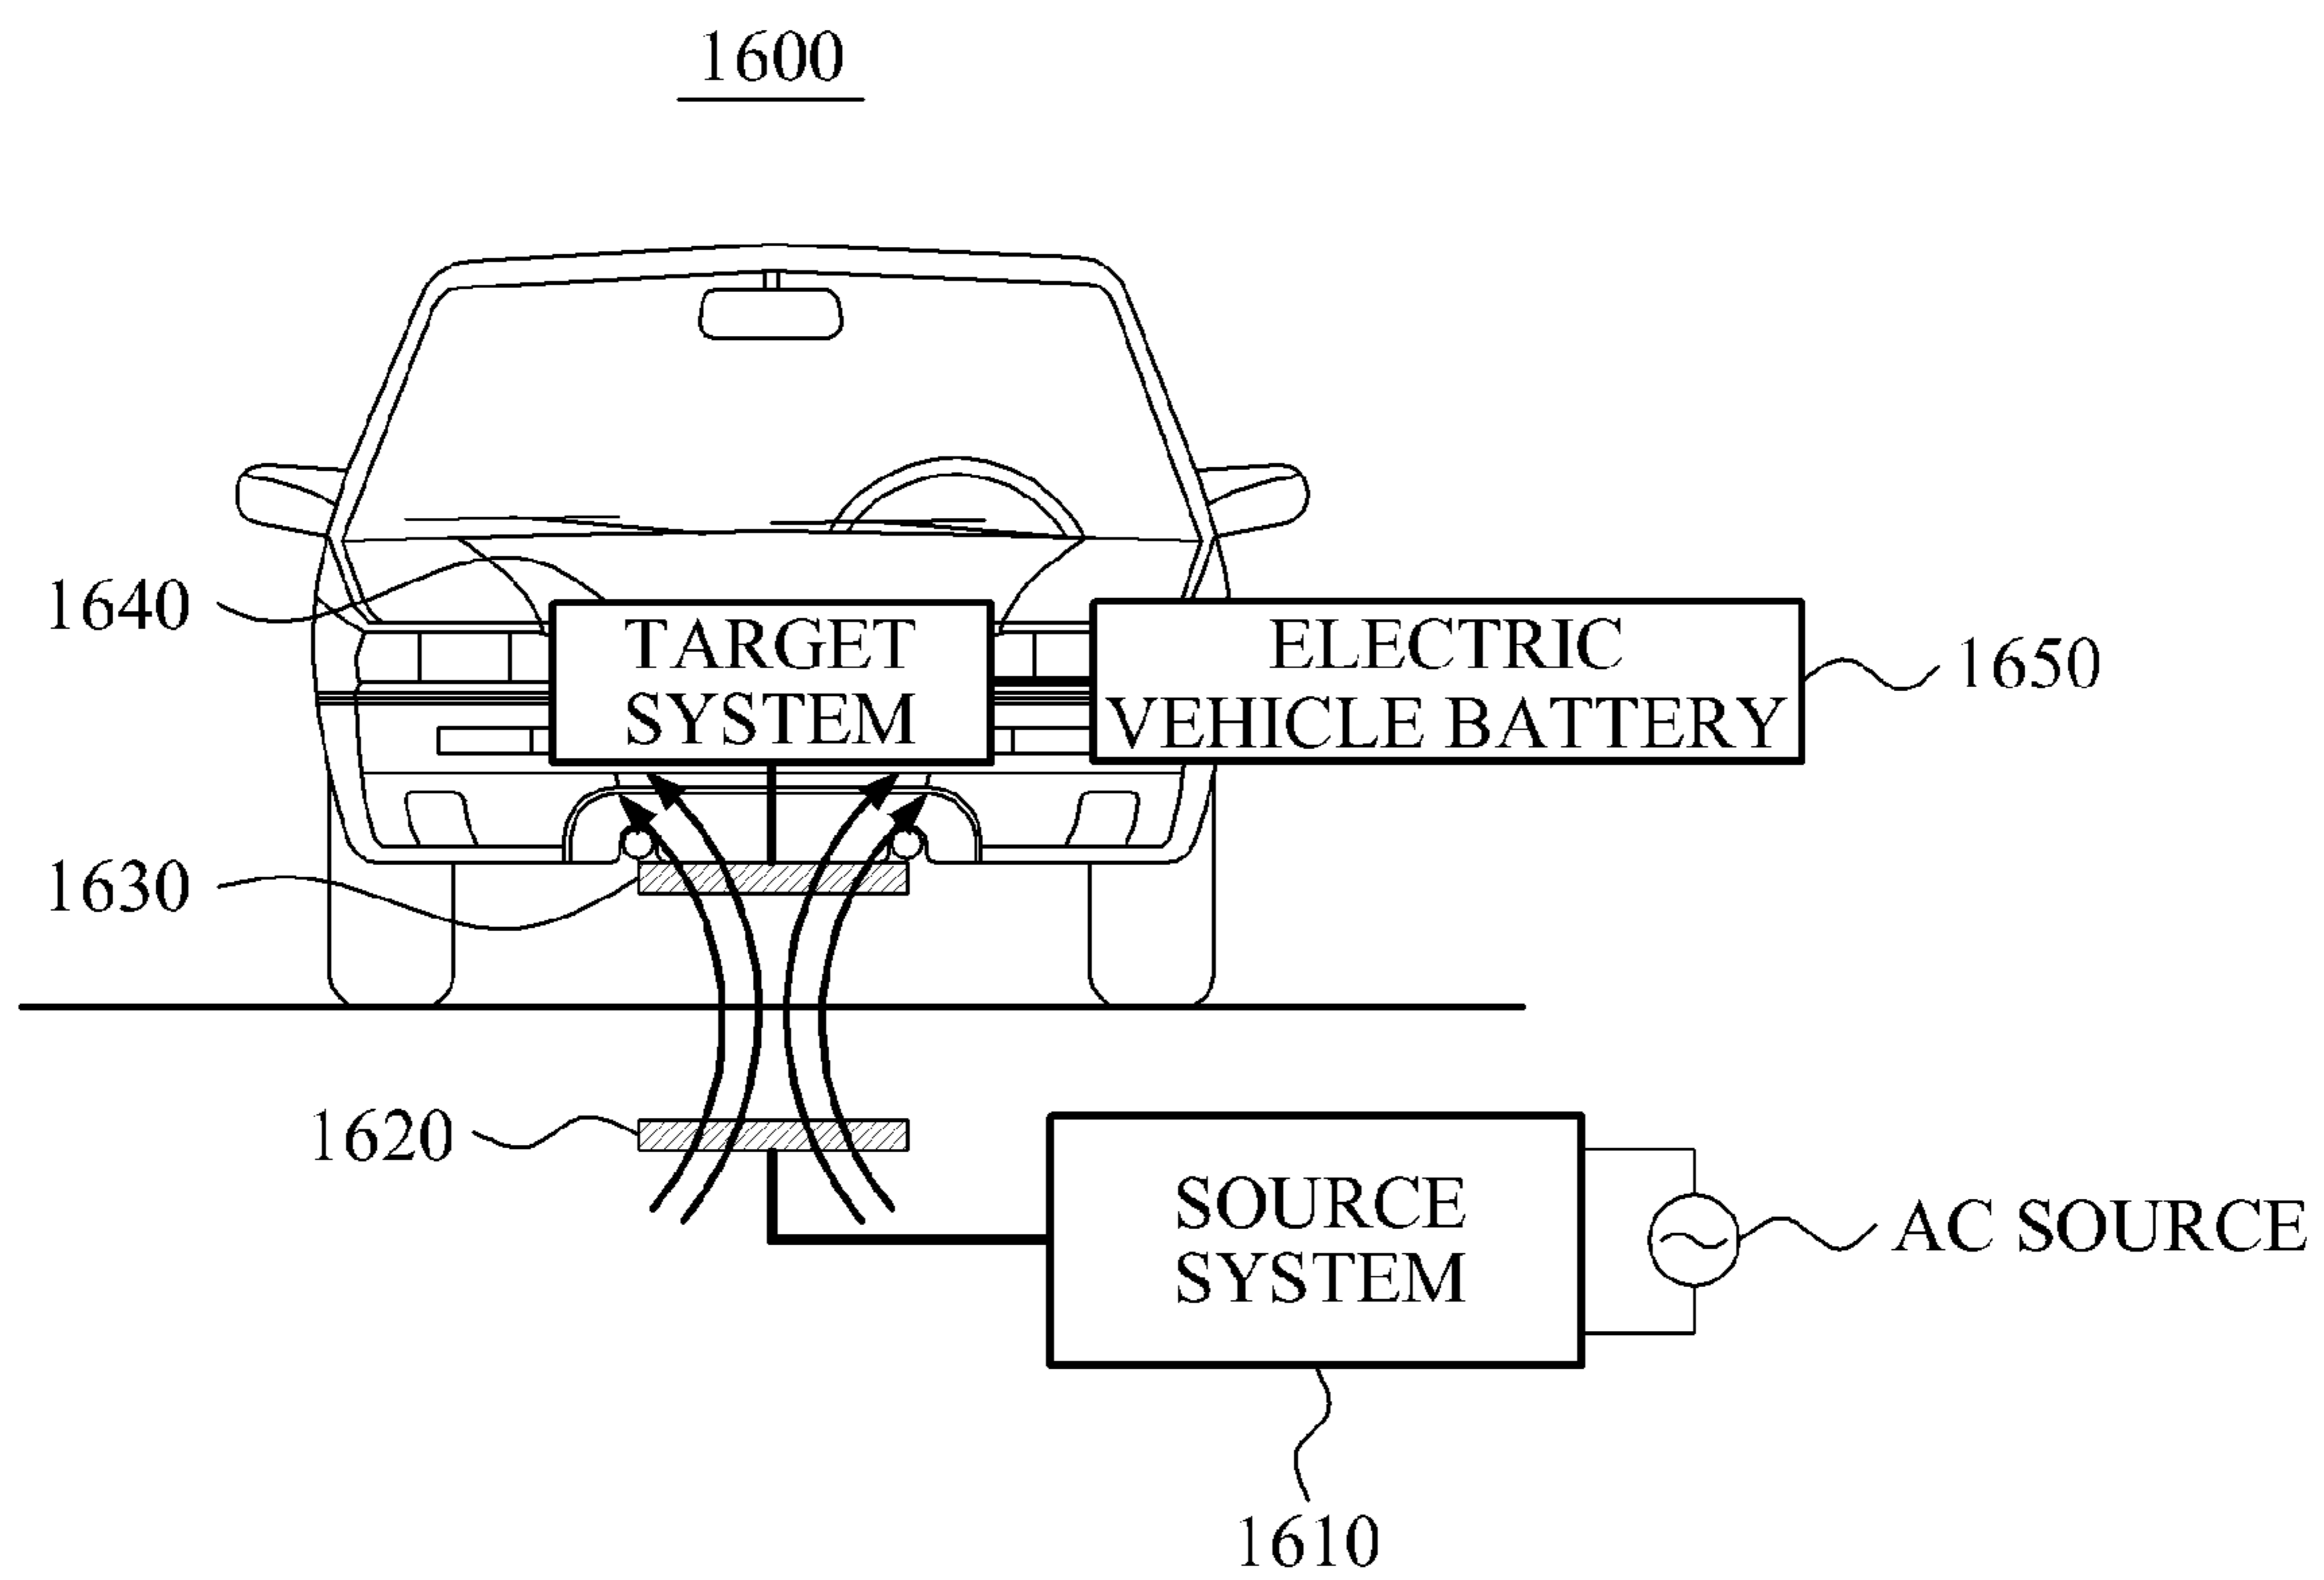 1600
1640
TARGET
SYSTEM
ELECTRIC
VEHICLE BATTERY
1650
1630
1620
SOURCE
SYSTEM
AC SOURCE
1610